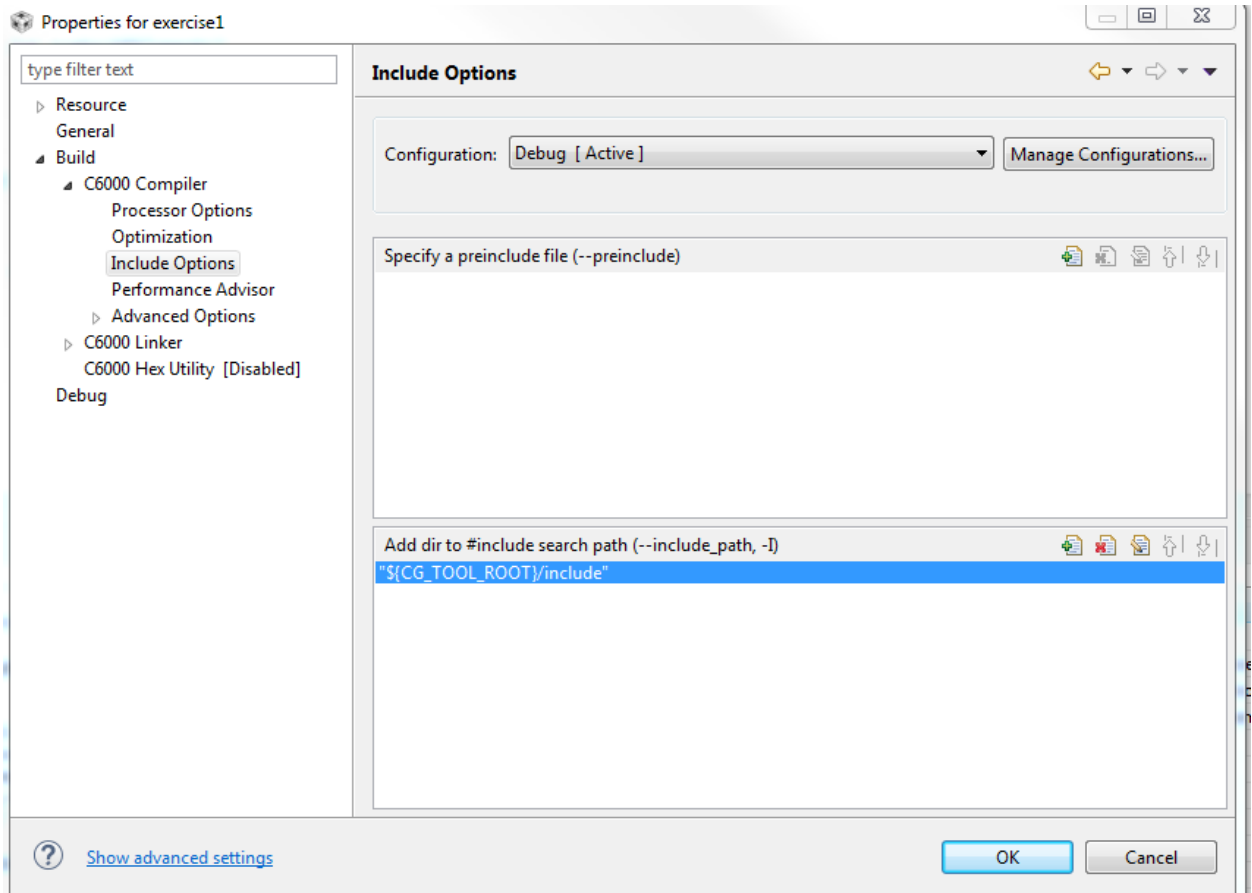 Properties for exercise1
type filter text
Resource
General
Build
C6000 Compiler
Processor Options
Optimization
Include Options
Performance Advisor
Advanced Options
C6000 Linker
C6000 Hex Utility [Disabled]
Debug
Include Options
Configuration: Debug [ Active ] Manage Configurations...
Specify a preinclude file (--preinclude)
Add dir to #include search path (--include_path, -I)
"${CG_TOOL_ROOT}/include"
Show advanced settings
OK Cancel